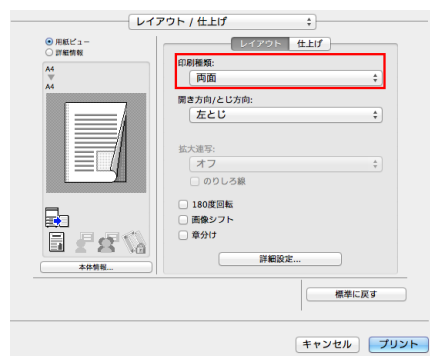 レイアウト / 仕上げ
用紙ビュー
詳細情報
A4
A4
本体情報...
レイアウト 仕上げ
印刷種類:
両面
開き方向/とじ方向:
左とじ
拡大連写:
オフ
のりしろ線
180度回転
画像シフト
章分け
詳細設定...
標準に戻す
キャンセル プリント